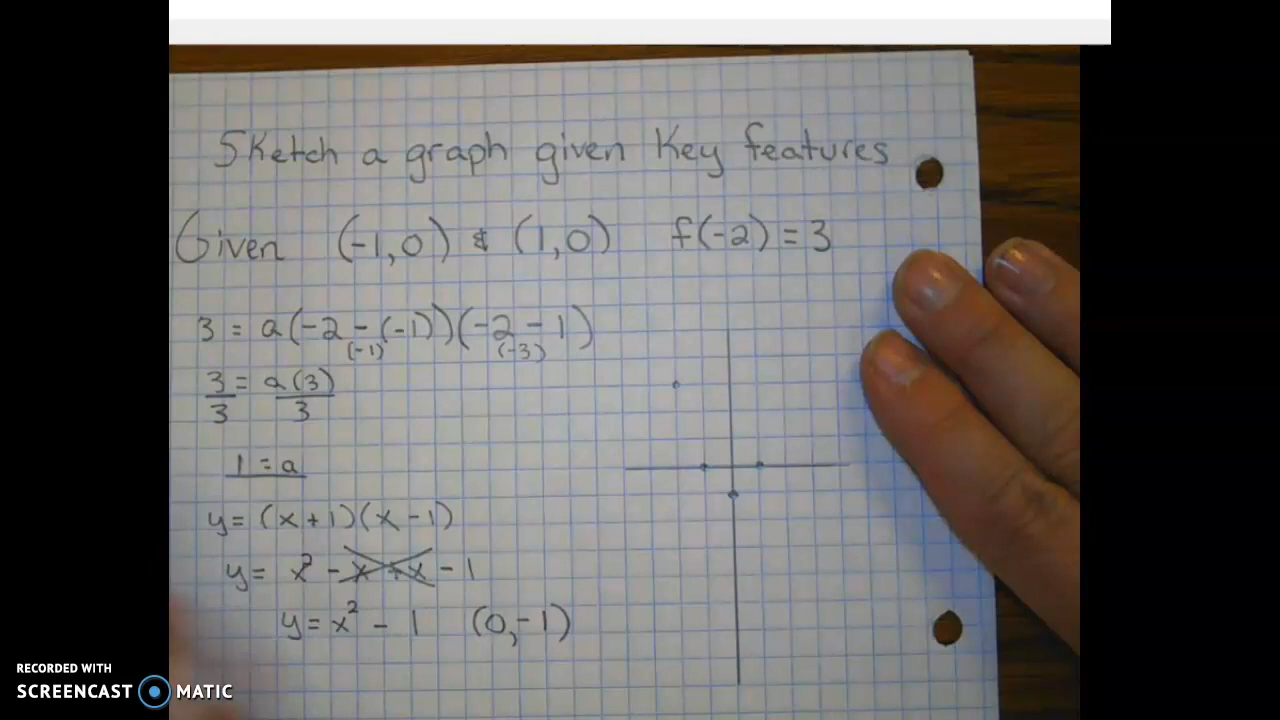 Sketch a graph given Key features
Given (-1,0) & (1,0) f(-2) = 3
3 = a(-2 - (-1))(-2 - 1)
(-1) (-3)
3 = a(3)
3 3
1 = a
y = (x+1)(x-1)
y = x² - x + x - 1
y = x² - 1 (0,-1)
RECORDED WITH
SCREENCAST MATIC